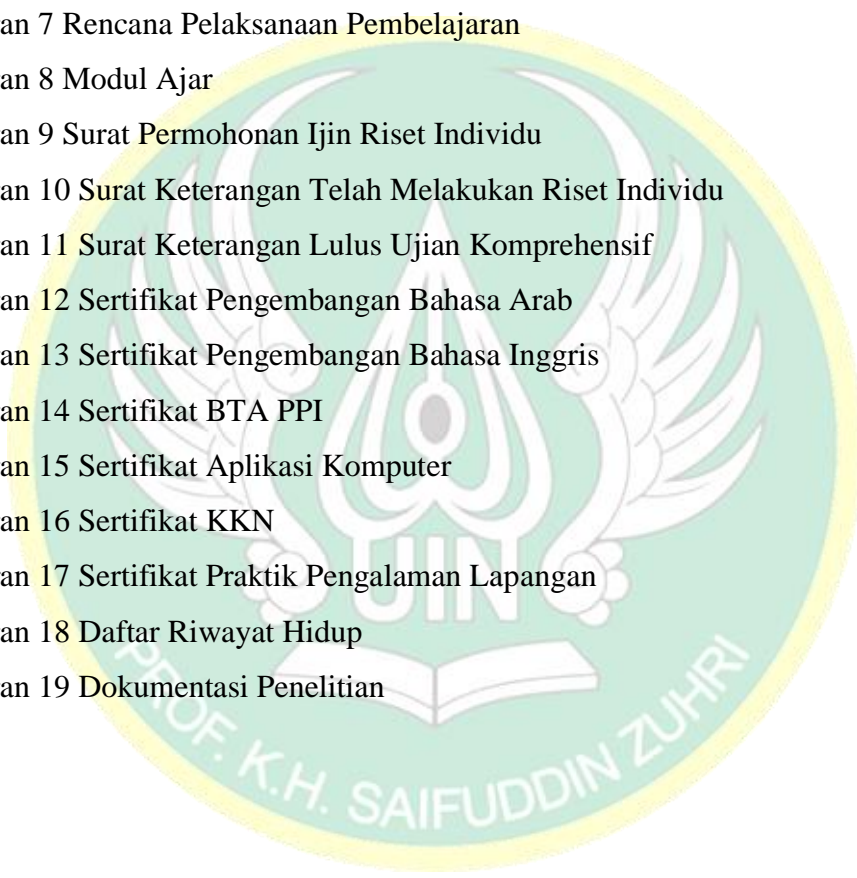 an 7 Rencana Pelaksanaan Pembelajaran
an 8 Modul Ajar
an 9 Surat Permohonan Ijin Riset Individu
an 10 Surat Keterangan Telah Melakukan Riset Individu
an 11 Surat Keterangan Lulus Ujian Komprehensif
an 12 Sertifikat Pengembangan Bahasa Arab
an 13 Sertifikat Pengembangan Bahasa Inggris
an 14 Sertifikat BTA PPI
an 15 Sertifikat Aplikasi Komputer
an 16 Sertifikat KKN
an 17 Sertifikat Praktik Pengalaman Lapangan
an 18 Daftar Riwayat Hidup
an 19 Dokumentasi Penelitian
UIN
PROF. K.H. SAIFUDDIN ZUHRI